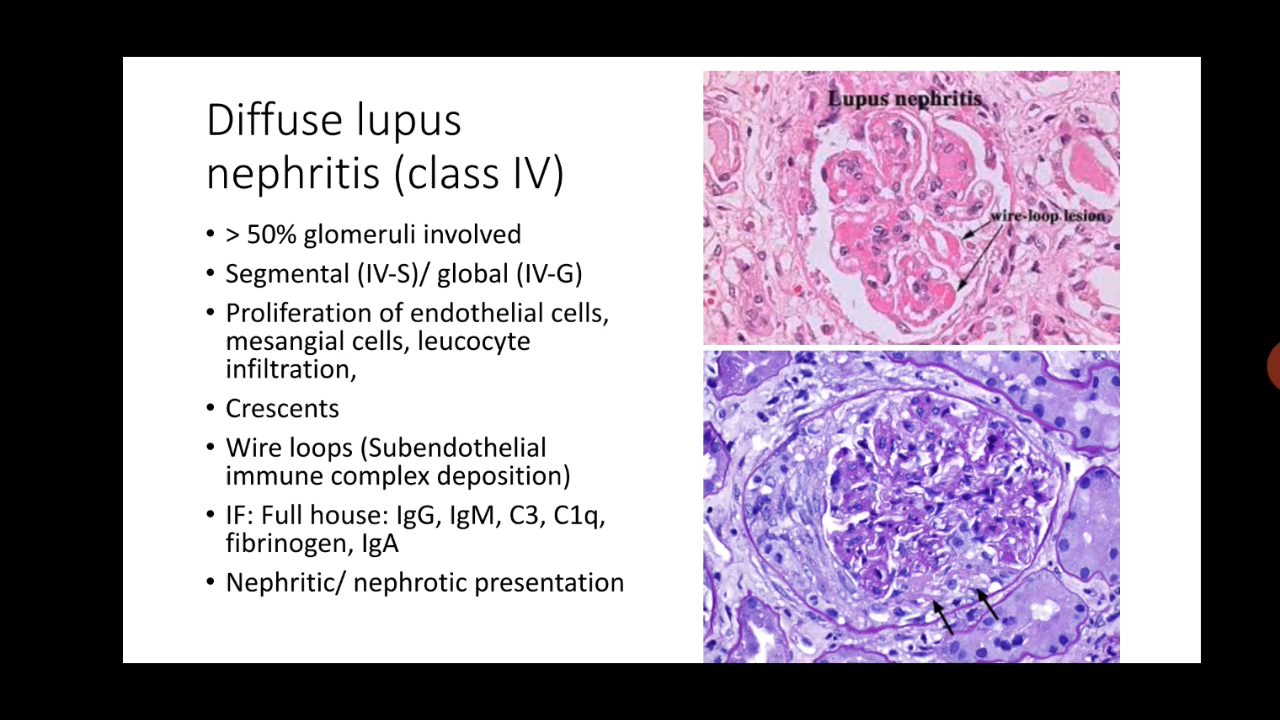 Diffuse lupus
nephritis (class IV)
• > 50% glomeruli involved
• Segmental (IV-S)/ global (IV-G)
• Proliferation of endothelial cells,
mesangial cells, leucocyte
infiltration,
• Crescents
• Wire loops (Subendothelial
immune complex deposition)
• IF: Full house: IgG, IgM, C3, C1q,
fibrinogen, IgA
• Nephritic/ nephrotic presentation
Lupus nephritis
wire-loop lesion